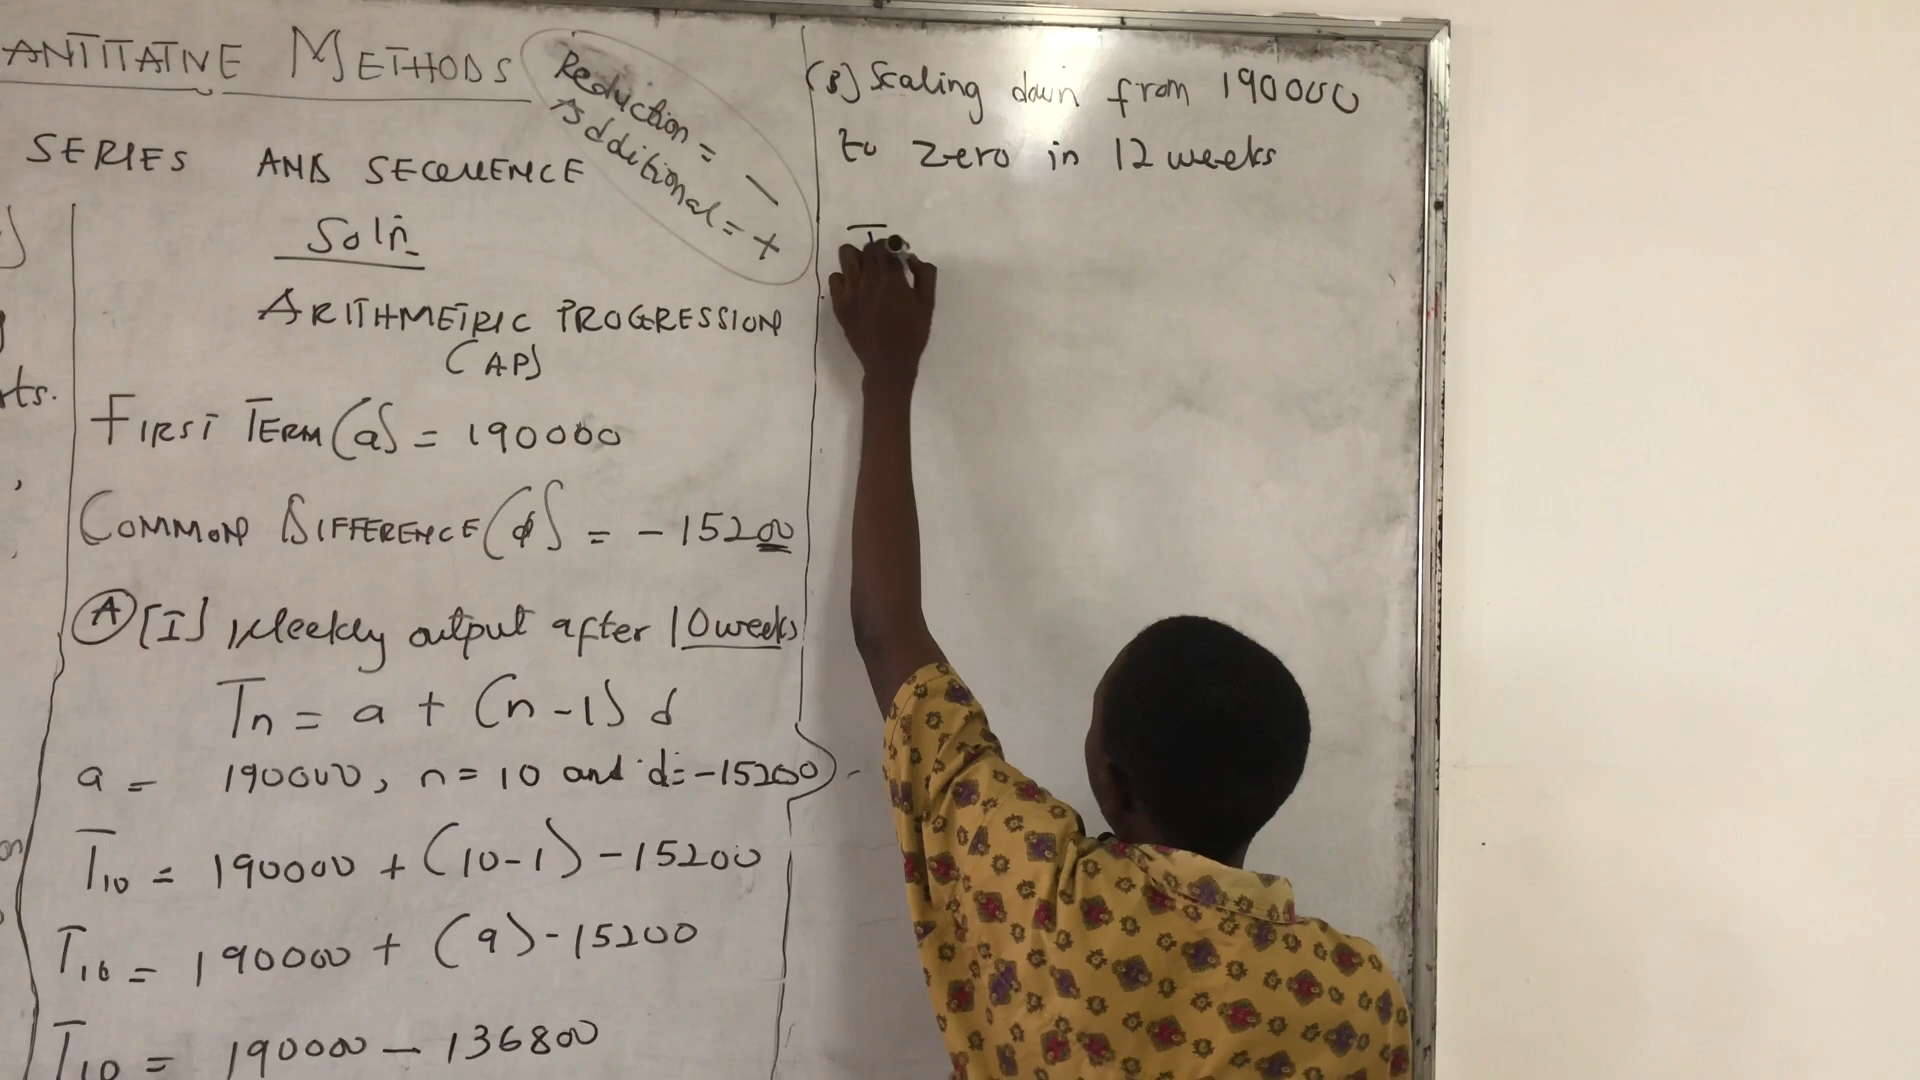 ANTITATIVE METHODS
SERIES AND SEQUENCE
Reduction = -
Additional = +
Soln
ARITHMETRIC PROGRESSION
(AP)
FIRST TERM (a) = 190000
COMMON DIFFERENCE (d) = -15200
(A) [I] Weekly output after 10 weeks
Tn = a + (n-1) d
a = 190000, n = 10 and d = -15200
T10 = 190000 + (10-1) - 15200
T10 = 190000 + (9) - 15200
T10 = 190000 - 136800
ts.
(B) Scaling down from 190000
to zero in 12 weeks
T